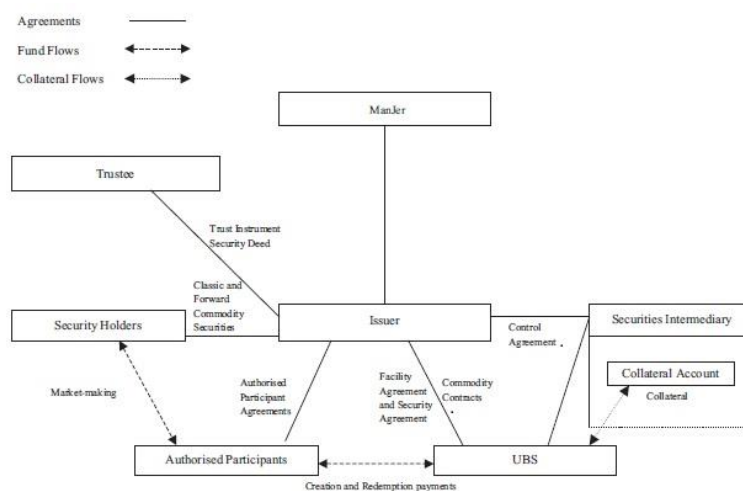 Agreements
Fund Flows
Collateral Flows
ManJer
Trustee
Trust Instrument
Security Deed
Classic and
Forward
Commodity
Securities
Security Holders
Issuer
Securities Intermediary
Control
Agreement .
Collateral Account
Collateral
Market-making
Authorised
Participant
Agreements
Facility
Agreement
and Security
Agreement
Commodity
Contracts
.
Authorised Participants
UBS
Creation and Redemption payments